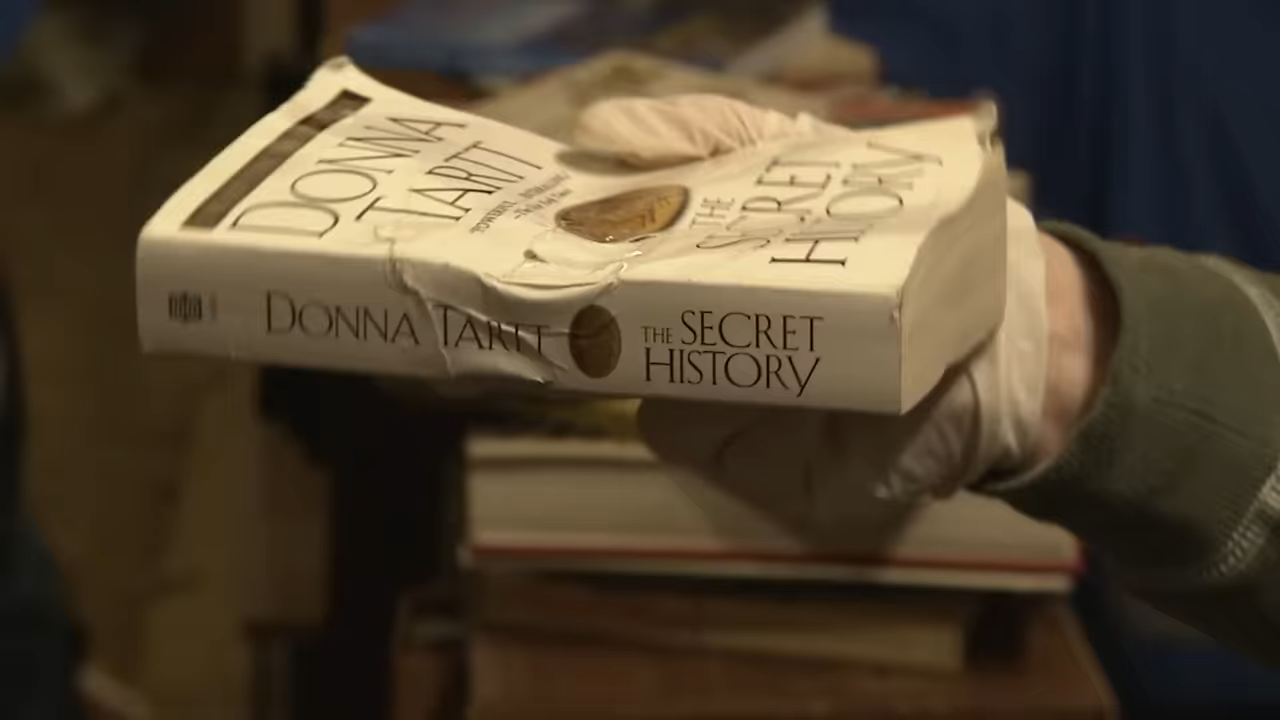 DONNA
TARTT
THE
SECRET
HISTORY
DONNA TARTT
THE SECRET
HISTORY